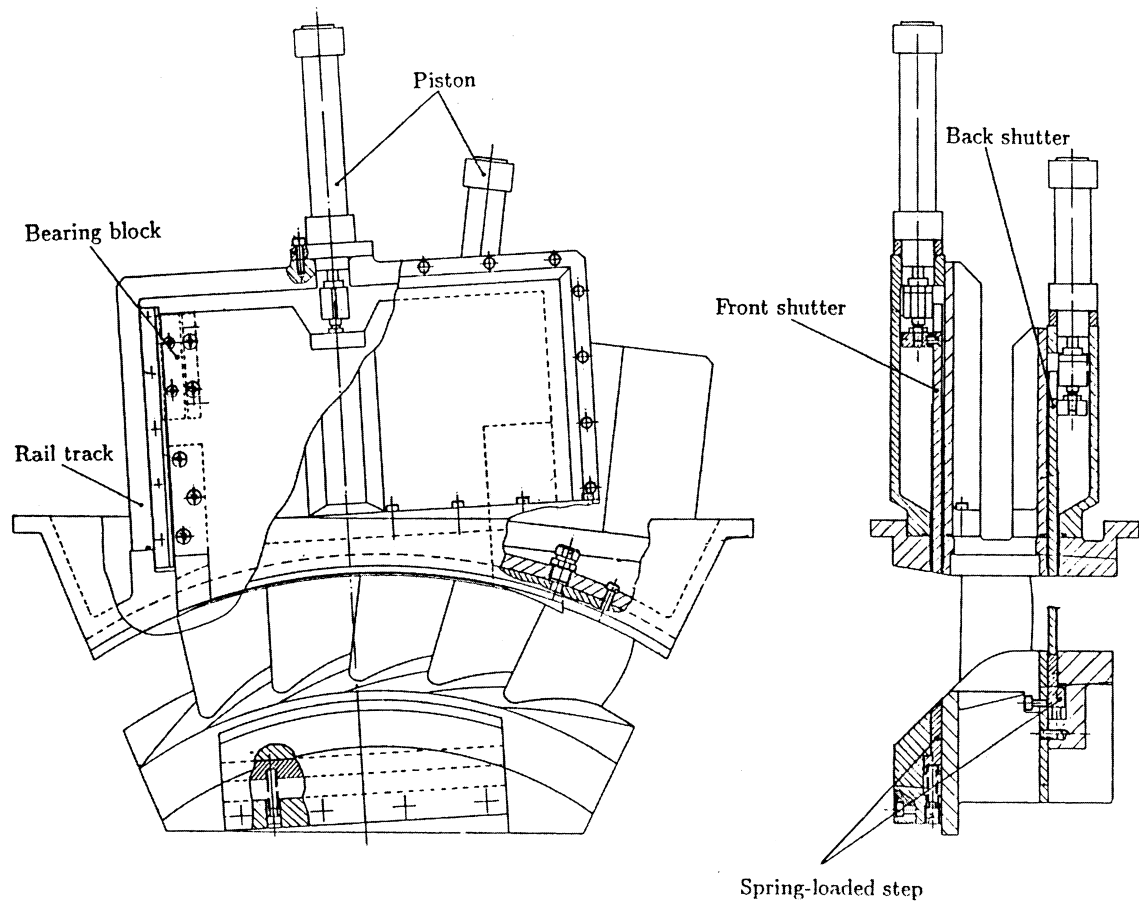 Piston
Back shutter
Bearing block
Front shutter
Rail track
Spring-loaded step